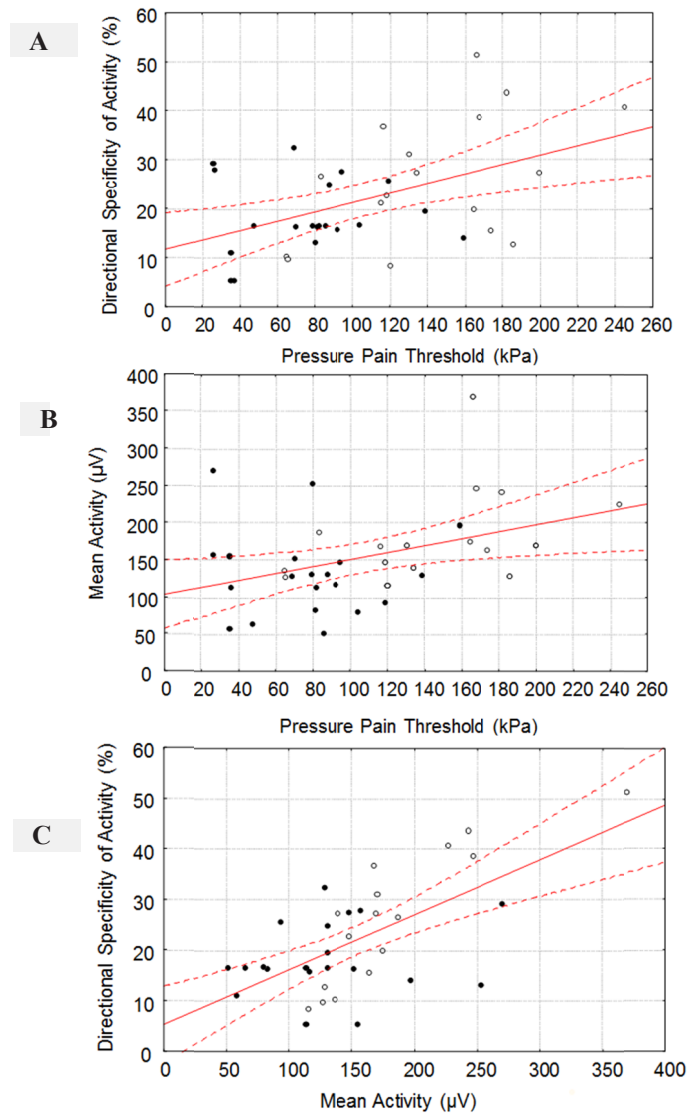 A
Directional Specificity of Activity (%)
60
50
40
30
20
10
0
0 20 40 60 80 100 120 140 160 180 200 220 240 260
Pressure Pain Threshold (kPa)
B
Mean Activity (µV)
400
350
300
250
200
150
100
50
0
0 20 40 60 80 100 120 140 160 180 200 220 240 260
Pressure Pain Threshold (kPa)
C
Directional Specificity of Activity (%)
60
50
40
30
20
10
0
0 50 100 150 200 250 300 350 400
Mean Activity (µV)